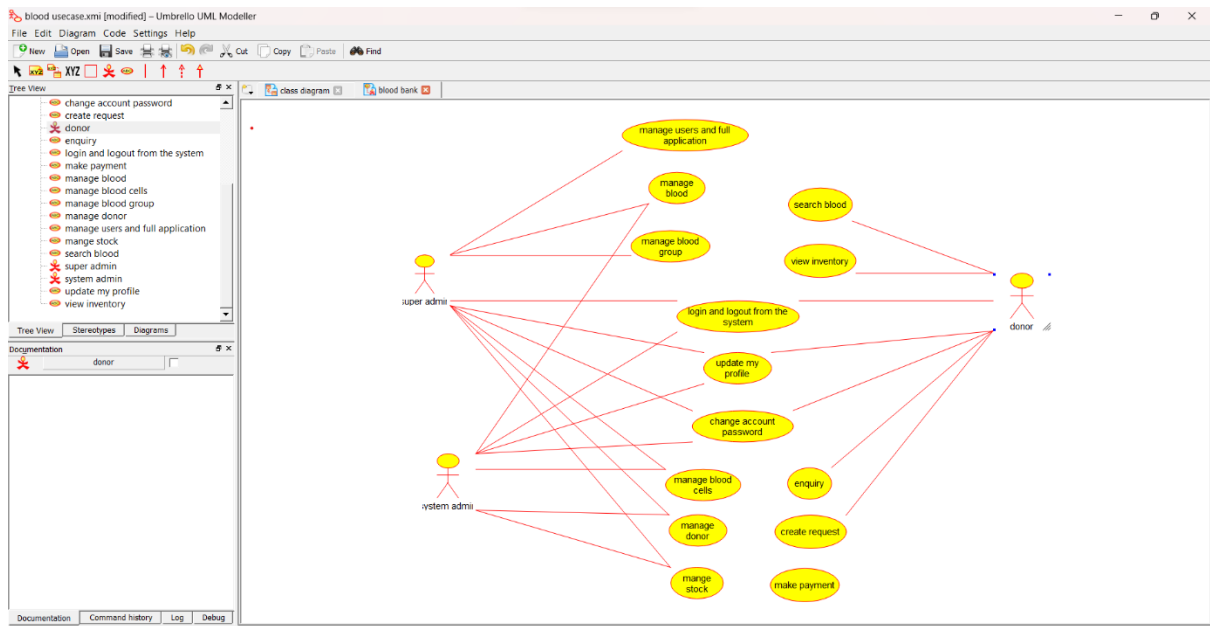 blood usecase.xmi [modified] – Umbrello UML Modeller
File Edit Diagram Code Settings Help
New Open Save Cut Copy Paste Find
xyz XYZ
Tree View
class diagram
blood bank
change account password
create request
donor
enquiry
login and logout from the system
make payment
manage blood
manage blood cells
manage blood group
manage donor
manage users and full application
mange stock
search blood
super admin
system admin
update my profile
view inventory
Tree View Stereotypes Diagrams
Documentation
donor
Documentation Command history Log Debug
manage users and full
application
manage
blood
search blood
manage blood
group
view inventory
super admin
login and logout from the
system
donor
update my
profile
change account
password
manage blood
cells
enquiry
system admin
manage
donor
create request
mange
stock
make payment